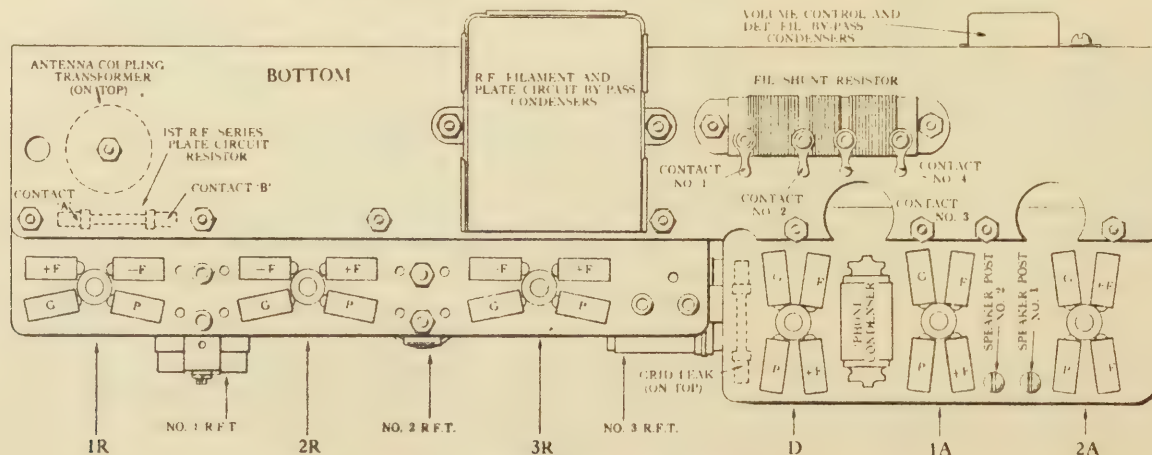 VOLUME CONTROL AND
DET FIL BY-PASS
CONDENSERS
ANTENNA COUPLING
TRANSFORMER
(ON TOP)
BOTTOM
R.F. FILAMENT AND
PLATE CIRCUIT BY-PASS
CONDENSERS
FIL SHUNT RESISTOR
1ST R.F. SERIES
PLATE CIRCUIT
RESISTOR
CONTACT
'A'
CONTACT 'B'
CONTACT
NO. 1
CONTACT
NO. 2
CONTACT
NO. 3
CONTACT
NO. 4
+F
-F
G
P
-F
+F
G
P
-F
+F
G
P
G
F
P
+F
PHONE
CONDENSER
G
F
P
+F
SPEAKER POST
NO. 2
SPEAKER POST
NO. 1
G
+F
P
F
GRID LEAK
(ON TOP)
1R
NO. 1 R.F.T.
2R
NO. 2 R.F.T.
3R
NO. 3 R.F.T.
D
1A
2A